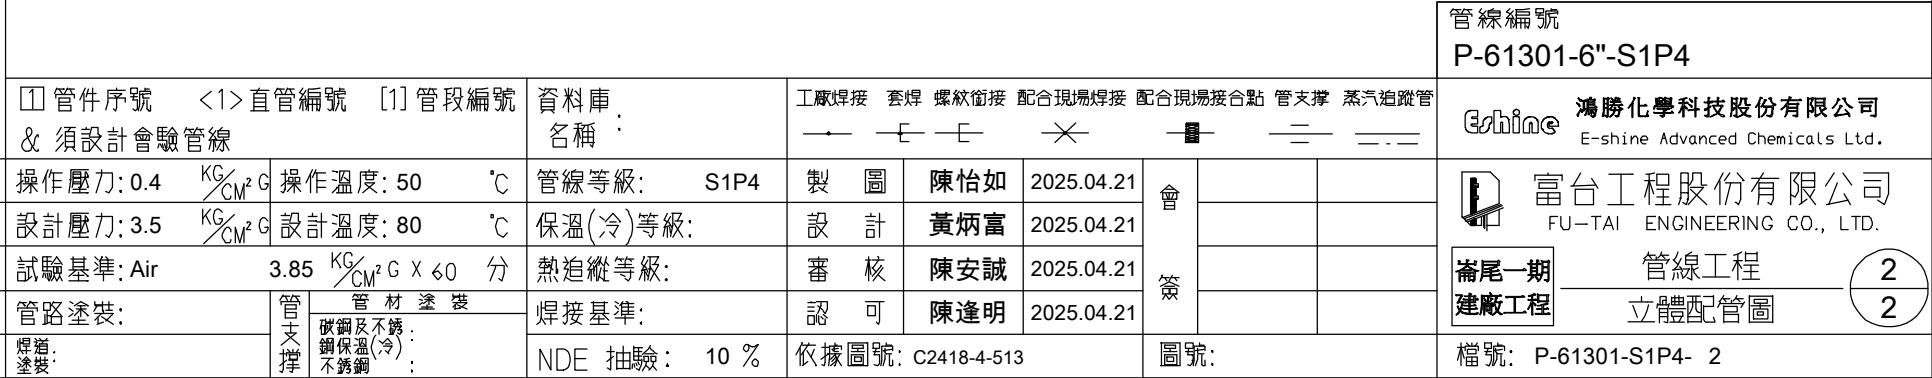 管線編號
P-61301-6"-S1P4
1 管件序號 <1>直管編號 [1]管段編號
& 須設計會驗管線
資料庫
名稱 :
工廠焊接 套焊 螺紋銜接 配合現場焊接 配合現場接合點 管支撐 蒸汽追蹤管
Eshine 鴻勝化學科技股份有限公司
E-shine Advanced Chemicals Ltd.
操作壓力: 0.4 KG/CM² G 操作溫度: 50 °C 管線等級: S1P4 製 圖 陳怡如 2025.04.21
設計壓力: 3.5 KG/CM² G 設計溫度: 80 °C 保溫(冷)等級: 設 計 黃炳富 2025.04.21
試驗基準: Air 3.85 KG/CM² G X 60 分 熱追縱等級: 審 核 陳安誠 2025.04.21
管路塗裝: 管支撐 管 材 塗 裝 焊接基準: 認 可 陳逢明 2025.04.21
會簽
富台工程股份有限公司
FU-TAI ENGINEERING CO., LTD.
崙尾一期
建廠工程
管線工程
立體配管圖
2
2
焊道:
塗裝:
碳鋼及不銹 :
鋼保溫(冷)
不銹鋼 :
NDE 抽驗: 10 %
依據圖號: C2418-4-513
圖號:
檔號: P-61301-S1P4- 2